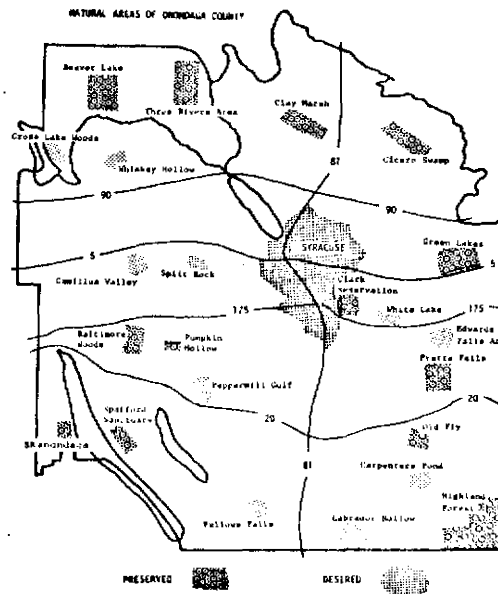 NATURAL AREAS OF ONONDAGA COUNTY
Beaver Lake
Three Rivers Area
Clay Marsh
Cross Lake Woods
Whiskey Hollow
Cicero Swamp
81
90
90
SYRACUSE
Green Lakes
5
5
Camillus Valley
Split Rock
Clark
Reservation
White Lake
175
175
Baltimore
Woods
Pumpkin
Hollow
Edwards
Falls
Pratts Falls
Peppermill Gulf
20
20
Spafford
Sanctuary
Skaneateles
Old Fly
81
Carpenters Pond
Highland
Forest
Fellows Falls
Labrador Hollow
PRESERVED
DESIRED